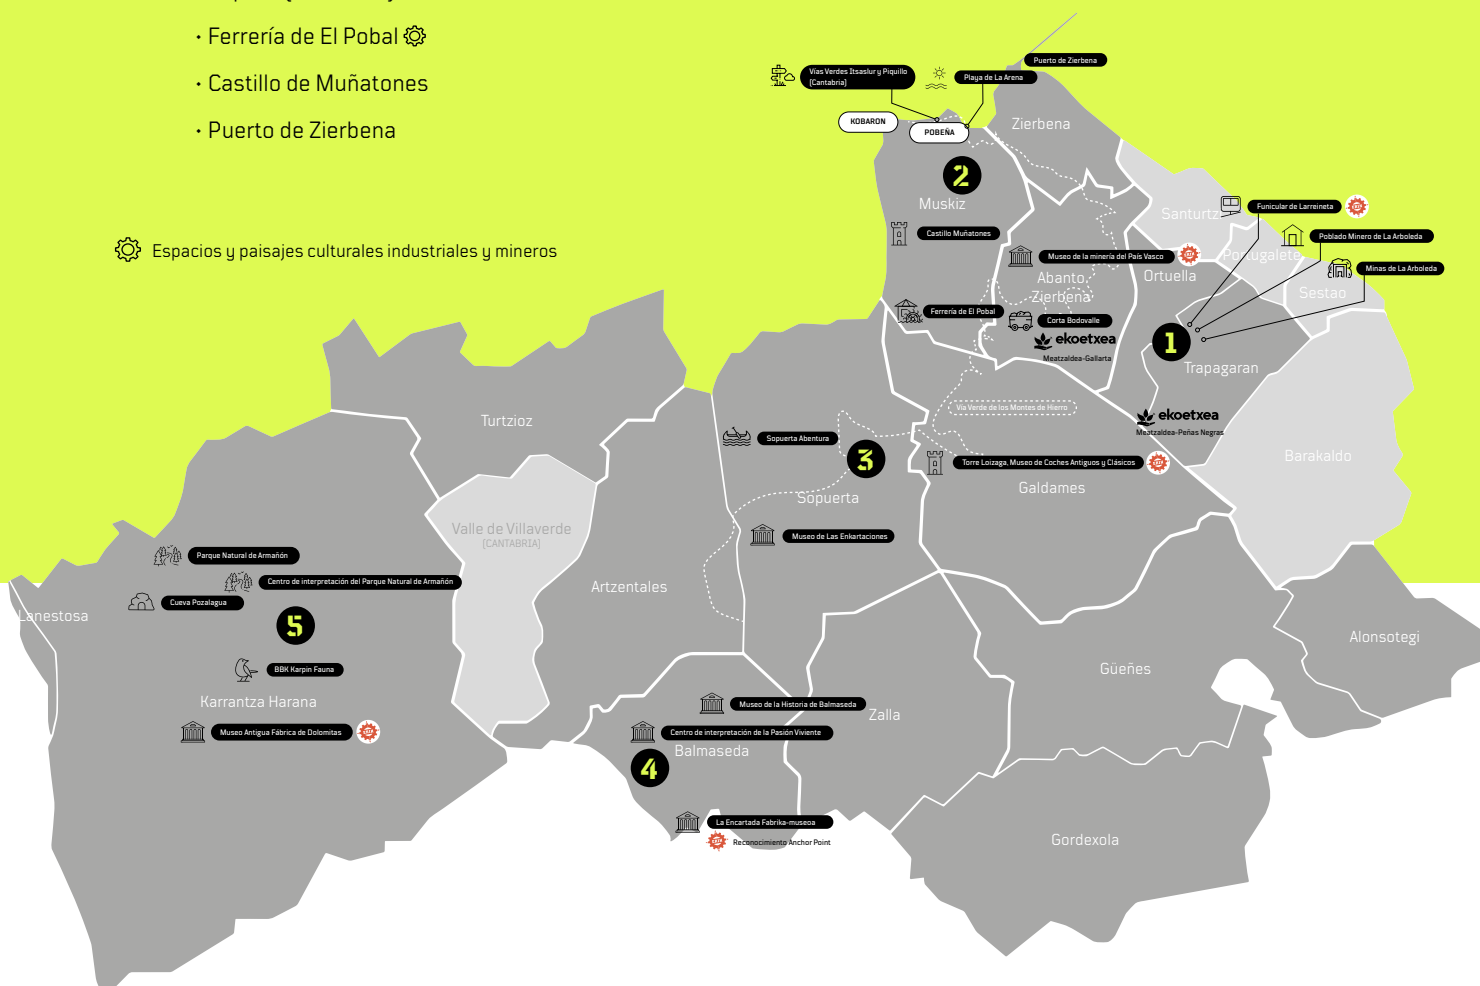 • Ferrería de El Pobal
• Castillo de Muñatones
• Puerto de Zierbena
Espacios y paisajes culturales industriales y mineros
Puerto de Zierbena
Vías Verdes Itsaslur y Piquillo
(Cantabria)
Playa de La Arena
KOBARON
POBEÑA
Zierbena
2
Muskiz
Castillo Muñatones
Santurtzi
Funicular de Larreineta
Poblado Minero de La Arboleda
Minas de La Arboleda
Portugalete
Sestao
Museo de la minería del País Vasco
Abanto
Zierbena
Ortuella
Ferrería de El Pobal
Corta Bodovalle
ekoetxea
Meatzaldea-Gallarta
1
Trapagaran
ekoetxea
Meatzaldea-Peñas Negras
Barakaldo
Vía Verde de los Montes de Hierro
Turtzioz
Sopuerta Abentura
3
Sopuerta
Torre Loizaga, Museo de Coches Antiguos y Clásicos
Galdames
Museo de Las Enkartaciones
Valle de Villaverde
(CANTABRIA)
Artzentales
Parque Natural de Armañón
Centro de interpretación del Parque Natural de Armañón
Cueva Pozalagua
Lanestosa
5
BBK Karpin Fauna
Karrantza Harana
Museo Antigua Fábrica de Dolomitas
Alonsotegi
Güeñes
Museo de la Historia de Balmaseda
Zalla
Centro de interpretación de la Pasión Viviente
Balmaseda
4
La Encartada Fabrika-museoa
Reconocimiento Anchor Point
Gordexola